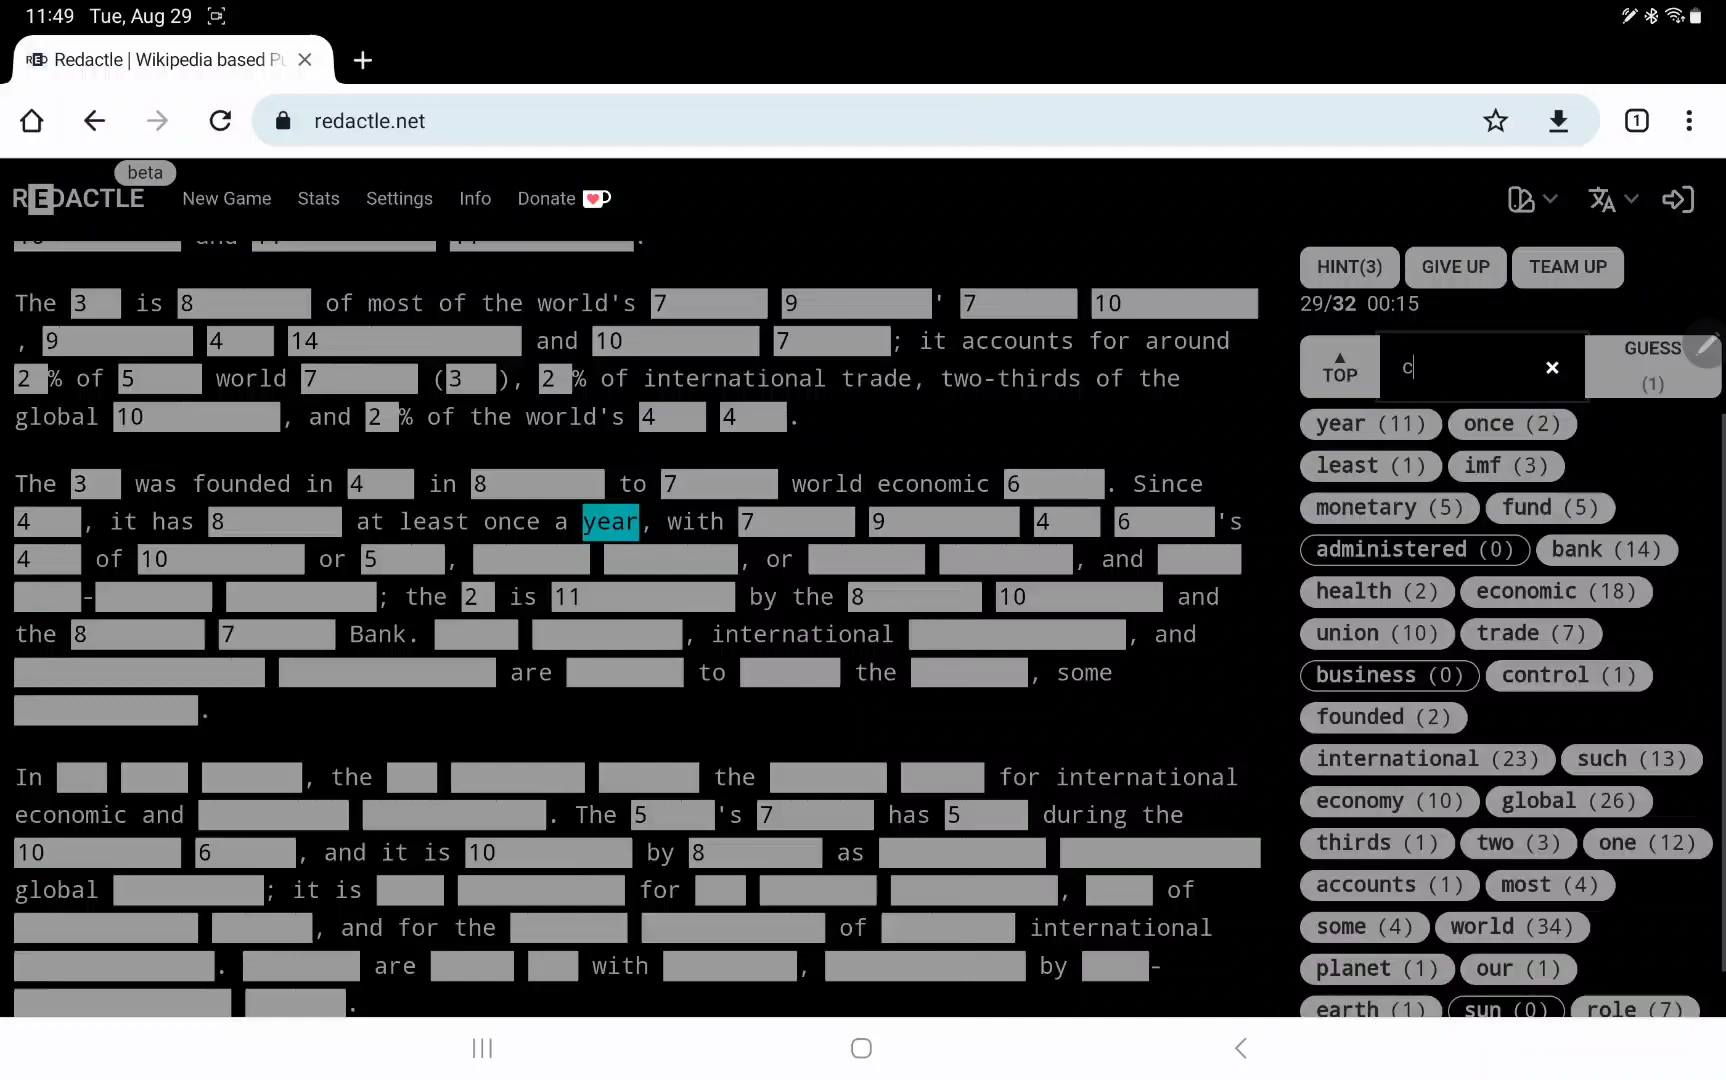 11:49 Tue, Aug 29
RED Redactle | Wikipedia based Pu
redactle.net 1
beta
REDACTLE New Game Stats Settings Info Donate
HINT(3) GIVE UP TEAM UP
29/32 00:15
TOP c GUESS
(1)
and
The 3 is 8 of most of the world's 7 9 ' 7 10
, 9 4 14 and 10 7 ; it accounts for around
2 % of 5 world 7 (3 ), 2 % of international trade, two-thirds of the
global 10 , and 2 % of the world's 4 4 .
The 3 was founded in 4 in 8 to 7 world economic 6 . Since
4 , it has 8 at least once a year, with 7 9 4 6 's
4 of 10 or 5 , , or , and
- ; the 2 is 11 by the 8 10 and
the 8 7 Bank. , international , and
are to the , some
.
In , the the for international
economic and . The 5 's 7 has 5 during the
10 6 , and it is 10 by 8 as
global ; it is for , of
, and for the of international
. are with , by -
.
year (11) once (2)
least (1) imf (3)
monetary (5) fund (5)
administered (0) bank (14)
health (2) economic (18)
union (10) trade (7)
business (0) control (1)
founded (2)
international (23) such (13)
economy (10) global (26)
thirds (1) two (3) one (12)
accounts (1) most (4)
some (4) world (34)
planet (1) our (1)
earth (1) sun (0) role (7)